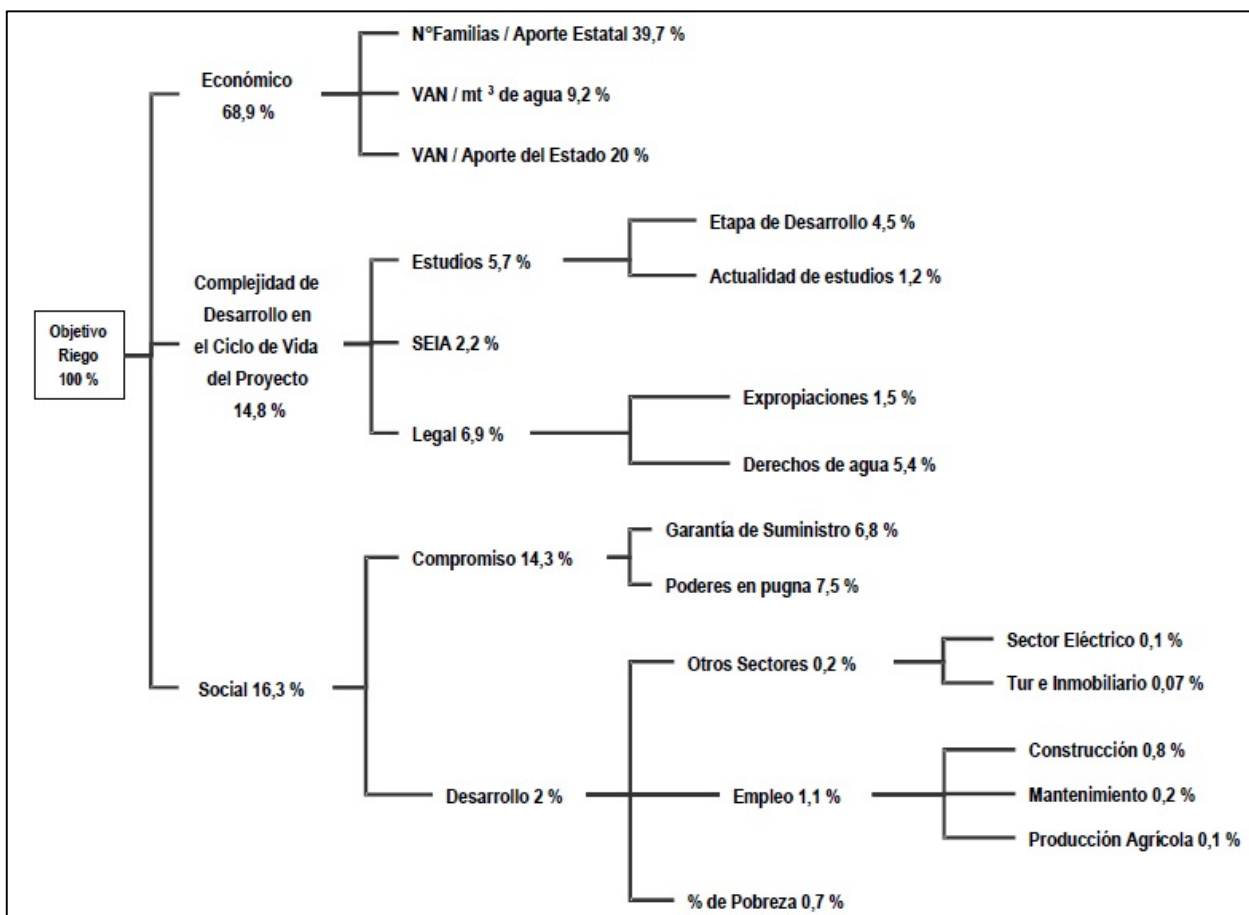 Objetivo
Riego
100 %
Económico
68,9 %
N°Familias / Aporte Estatal 39,7 %
VAN / mt ³ de agua 9,2 %
VAN / Aporte del Estado 20 %
Complejidad de
Desarrollo en
el Ciclo de Vida
del Proyecto
14,8 %
Estudios 5,7 %
Etapa de Desarrollo 4,5 %
Actualidad de estudios 1,2 %
SEIA 2,2 %
Legal 6,9 %
Expropiaciones 1,5 %
Derechos de agua 5,4 %
Social 16,3 %
Compromiso 14,3 %
Garantía de Suministro 6,8 %
Poderes en pugna 7,5 %
Desarrollo 2 %
Otros Sectores 0,2 %
Sector Eléctrico 0,1 %
Tur e Inmobiliario 0,07 %
Empleo 1,1 %
Construcción 0,8 %
Mantenimiento 0,2 %
Producción Agrícola 0,1 %
% de Pobreza 0,7 %